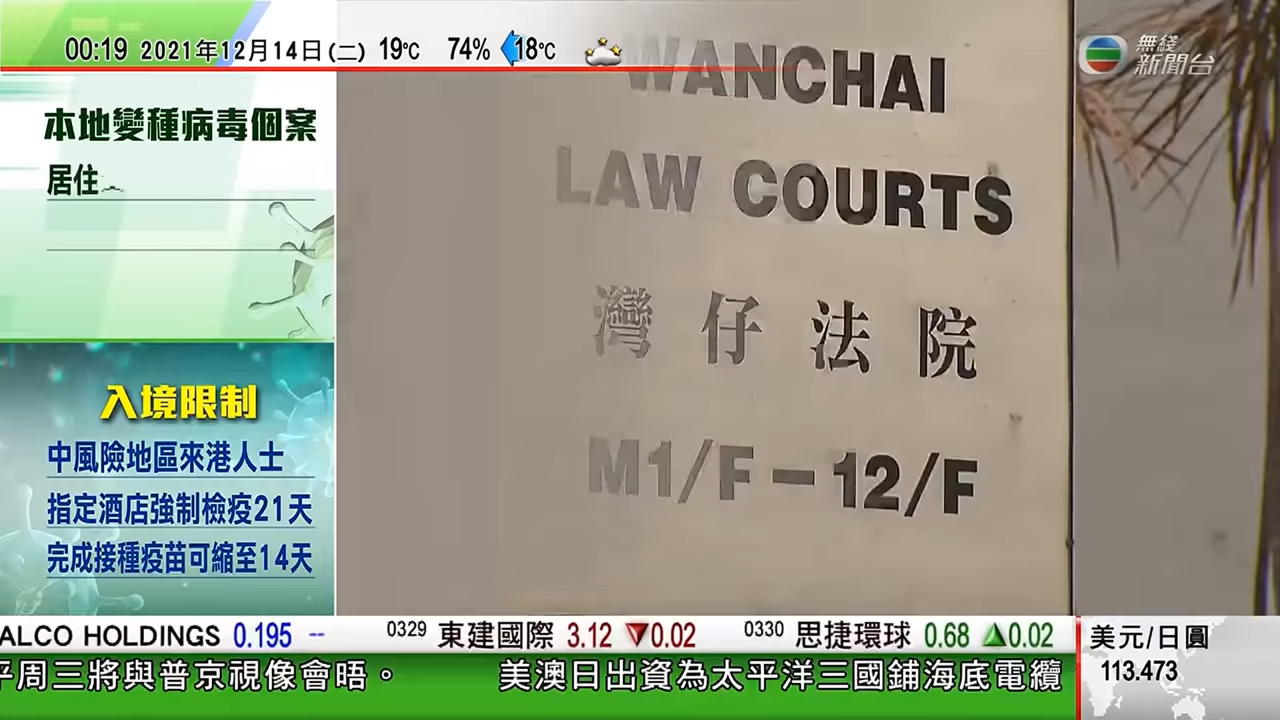 00:19 2021年12月14日(二) 19℃ 74% 18℃
無綫
新聞台
本地變種病毒個案
居住
入境限制
中風險地區來港人士
指定酒店強制檢疫21天
完成接種疫苗可縮至14天
WANCHAI
LAW COURTS
灣仔法院
M1/F-12/F
ALCO HOLDINGS 0.195 -- 0329 東建國際 3.12 ▼0.02 0330 思捷環球 0.68 ▲0.02
平周三將與普京視像會晤。 美澳日出資為太平洋三國鋪海底電纜
美元/日圓
113.473